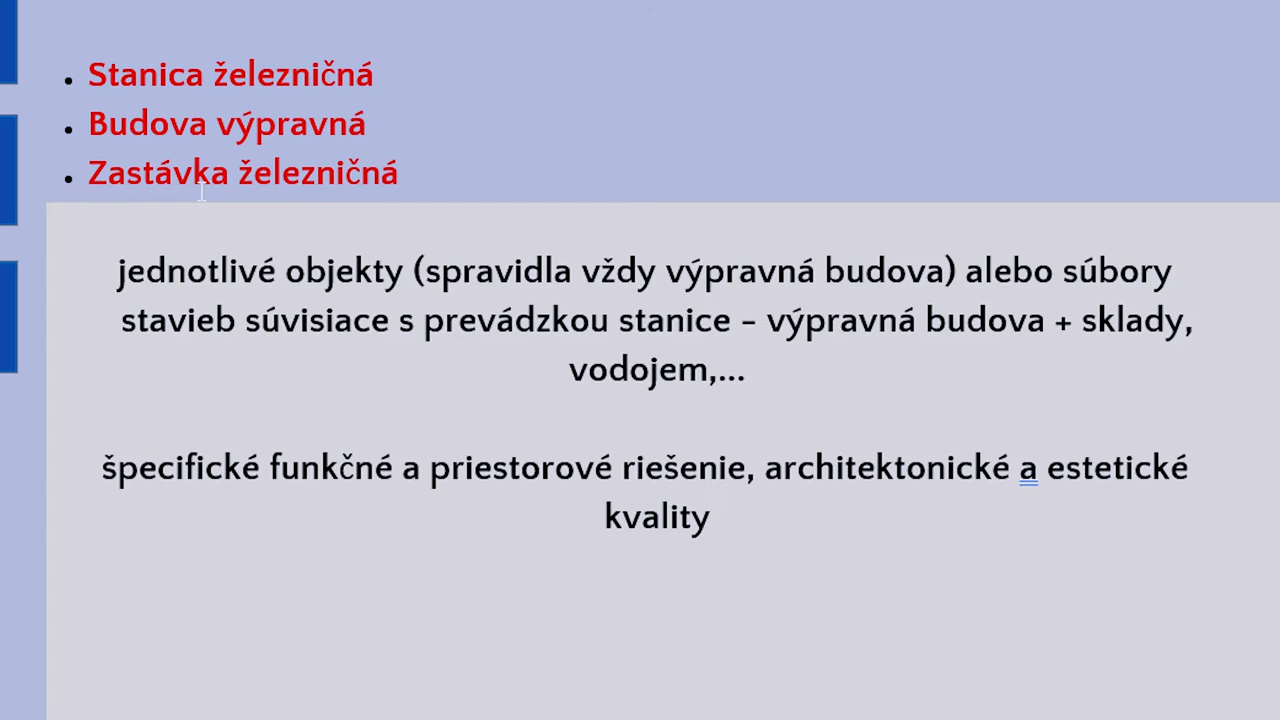 • Stanica železničná
• Budova výpravná
• Zastávka železničná
jednotlivé objekty (spravidla vždy výpravná budova) alebo súbory
stavieb súvisiace s prevádzkou stanice - výpravná budova + sklady,
vodojem,...
špecifické funkčné a priestorové riešenie, architektonické a estetické
kvality